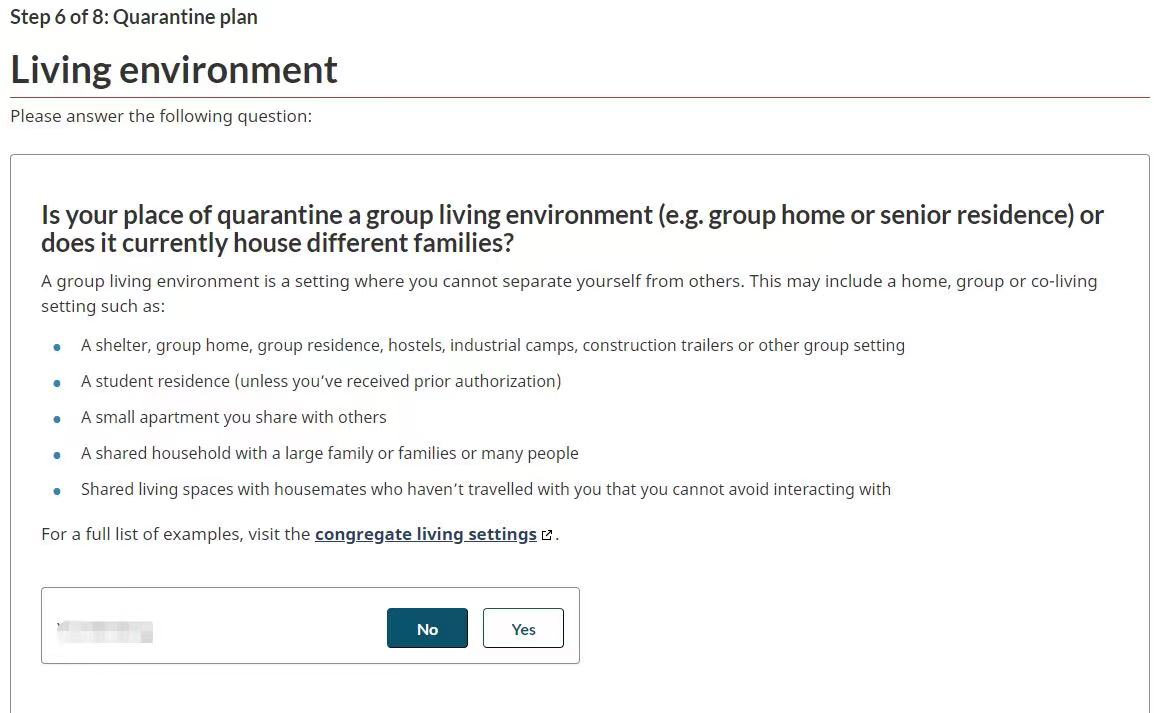 Step 6 of 8: Quarantine plan
Living environment
Please answer the following question:
Is your place of quarantine a group living environment (e.g. group home or senior residence) or
does it currently house different families?
A group living environment is a setting where you cannot separate yourself from others. This may include a home, group or co-living
setting such as:
A shelter, group home, group residence, hostels, industrial camps, construction trailers or other group setting
A student residence (unless you’ve received prior authorization)
A small apartment you share with others
A shared household with a large family or families or many people
Shared living spaces with housemates who haven’t travelled with you that you cannot avoid interacting with
For a full list of examples, visit the congregate living settings.
No Yes